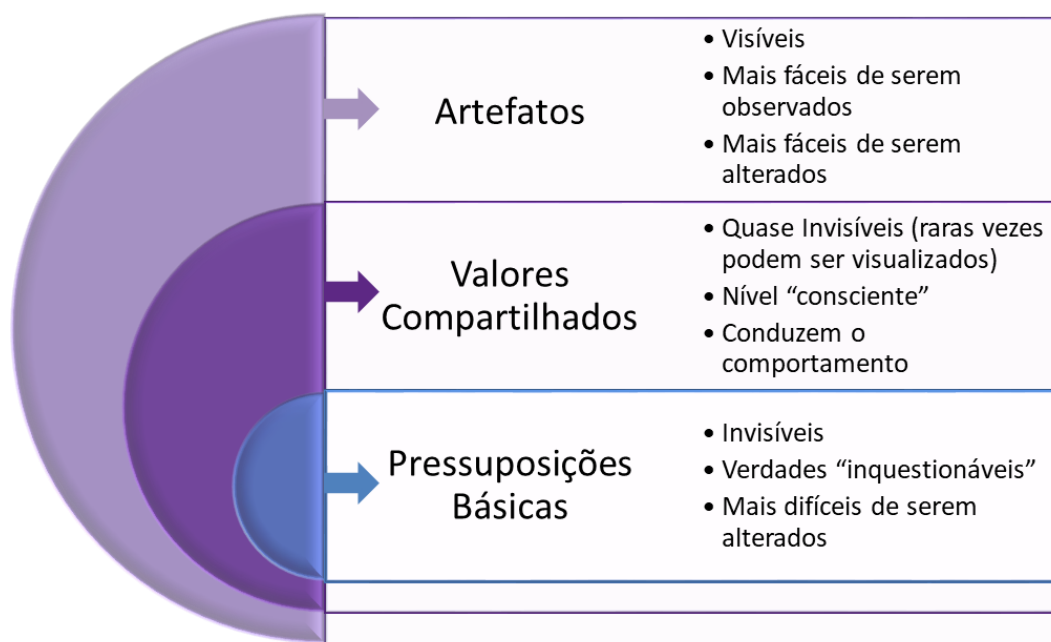 Artefatos
• Visíveis
• Mais fáceis de serem
observados
• Mais fáceis de serem
alterados
Valores
Compartilhados
• Quase Invisíveis (raras vezes
podem ser visualizados)
• Nível “consciente”
• Conduzem o
comportamento
Pressuposições
Básicas
• Invisíveis
• Verdades “inquestionáveis”
• Mais difíceis de serem
alterados